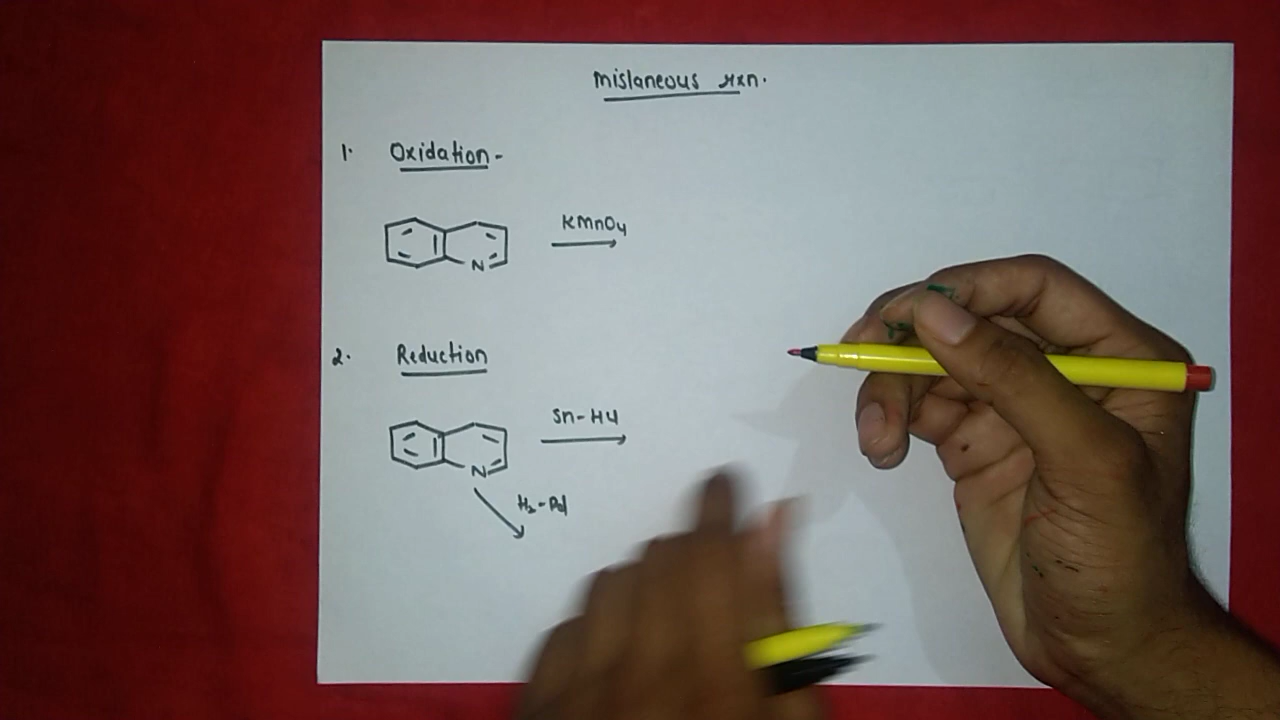 mislaneous rxn.
1. Oxidation -
KMnO4
N
2. Reduction
Sn-HCl
N
H2-Pd